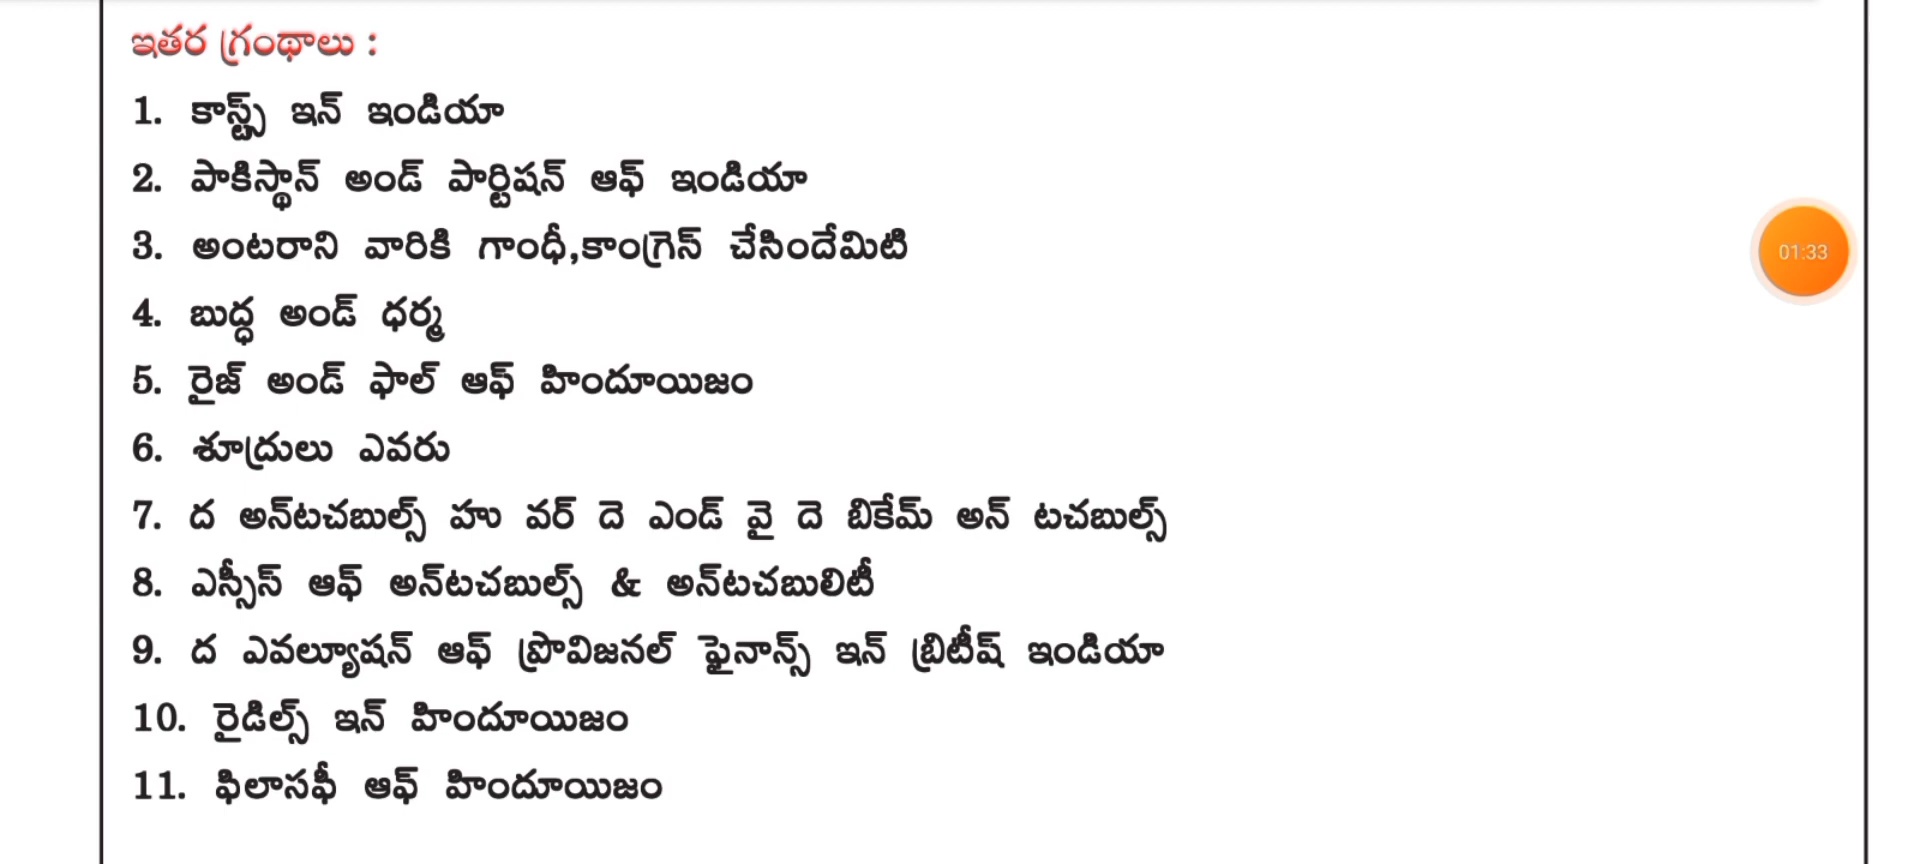 ఇతర గ్రంథాలు :
1. కాస్ట్స్ ఇన్ ఇండియా
2. పాకిస్థాన్ అండ్ పార్టిషన్ ఆఫ్ ఇండియా
3. అంటరాని వారికి గాంధీ,కాంగ్రెస్ చేసిందేమిటి
01:33
4. బుద్ధ అండ్ ధర్మ
5. రైజ్ అండ్ ఫాల్ ఆఫ్ హిందూయిజం
6. శూద్రులు ఎవరు
7. ద అన్‌టచబుల్స్ హు వర్ దె ఎండ్ వై దె బికేమ్ అన్ టచబుల్స్
8. ఎస్సీస్ ఆఫ్ అన్‌టచబుల్స్ & అన్‌టచబులిటీ
9. ద ఎవల్యూషన్ ఆఫ్ ప్రొవిజనల్ ఫైనాన్స్ ఇన్ బ్రిటీష్ ఇండియా
10. రైడిల్స్ ఇన్ హిందూయిజం
11. ఫిలాసఫీ ఆఫ్ హిందూయిజం